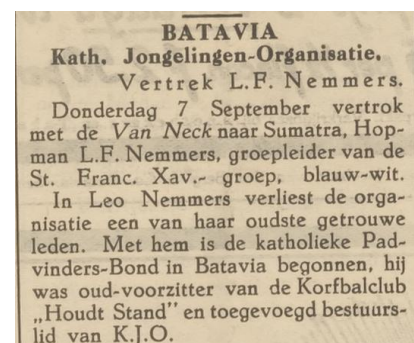 BATAVIA
Kath. Jongelingen-Organisatie.
Vertrek L.F. Nemmers.
Donderdag 7 September vertrok
met de Van Neck naar Sumatra, Hop-
man L.F. Nemmers, groepleider van de
St. Franc. Xav.- groep, blauw-wit.
In Leo Nemmers verliest de orga-
nisatie een van haar oudste getrouwe
leden. Met hem is de katholieke Pad-
vinders-Bond in Batavia begonnen, hij
was oud-voorzitter van de Korfbalclub
„Houdt Stand" en toegevoegd bestuurs-
lid van K.J.O.